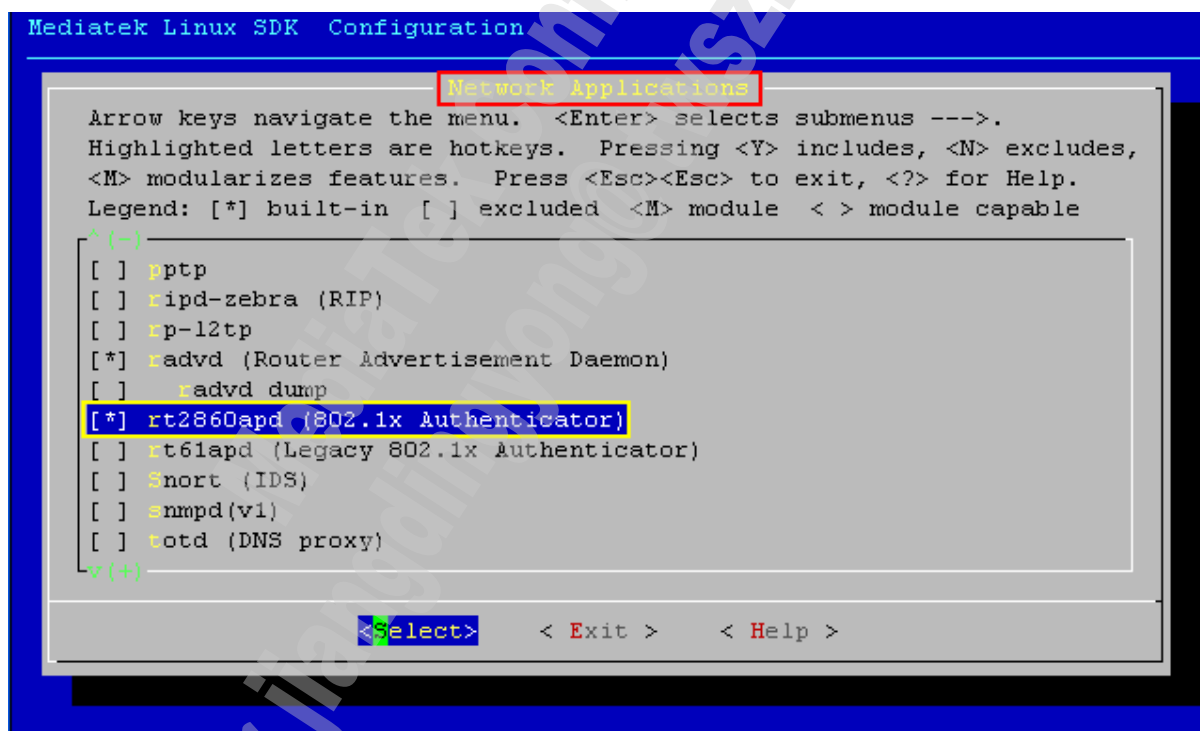 Mediatek Linux SDK  Configuration
Network Applications
Arrow keys navigate the menu.  <Enter> selects submenus --->.
Highlighted letters are hotkeys.  Pressing <Y> includes, <N> excludes,
<M> modularizes features.  Press <Esc><Esc> to exit, <?> for Help.
Legend: [*] built-in  [ ] excluded  <M> module  < > module capable
^(-)
[ ] pptp
[ ] ripd-zebra (RIP)
[ ] rp-l2tp
[*] radvd (Router Advertisement Daemon)
[ ]   radvd dump
[*] rt2860apd (802.1x Authenticator)
[ ] rt61apd (Legacy 802.1x Authenticator)
[ ] Snort (IDS)
[ ] snmpd(v1)
[ ] totd (DNS proxy)
v(+)
<Select>    < Exit >    < Help >